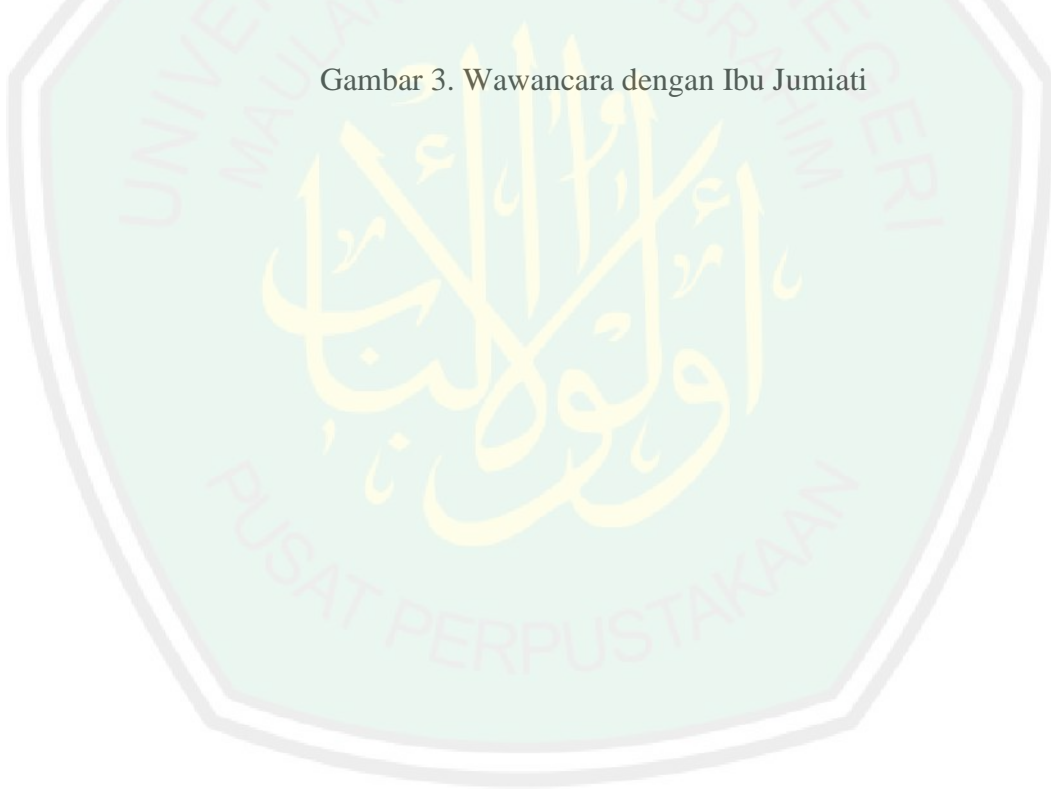 Gambar 3. Wawancara dengan Ibu Jumiati
أولو الألباب
PUSAT PERPUSTAKAAN